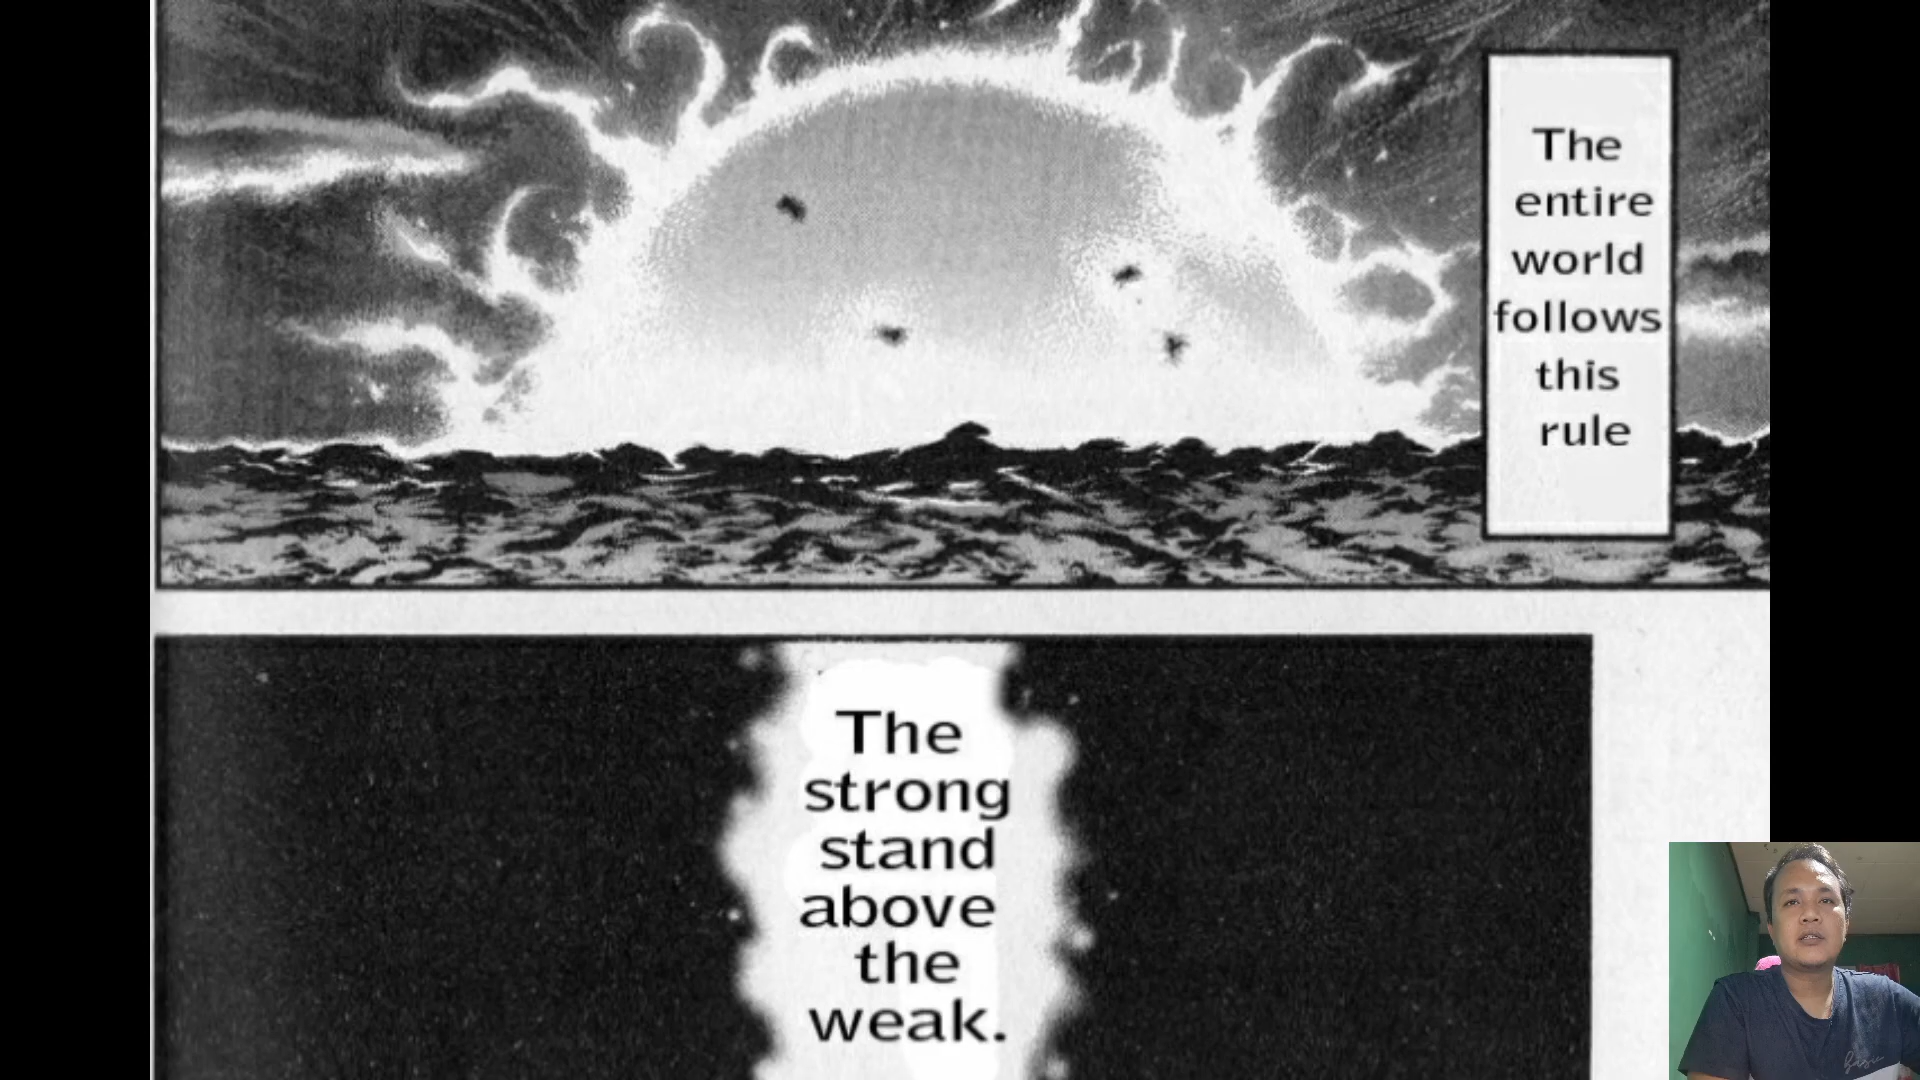 The
entire
world
follows
this
rule
The
strong
stand
above
the
weak.